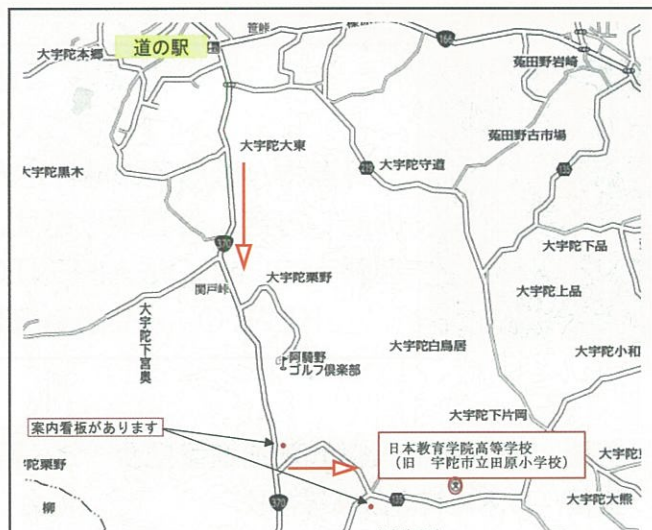 笹峠
大宇陀本郷
道の駅
166
菟田野岩崎
菟田野古市場
大宇陀大東
大宇陀守道
大宇陀黒木
370
大宇陀下品
大宇陀栗野
関戸峠
大宇陀上品
大宇陀下宮奥
大宇陀白鳥居
阿騎野
ゴルフ倶楽部
大宇陀小和
大宇陀下片岡
案内看板があります
日本教育学院高等学校
(旧 宇陀市立田原小学校)
宇陀栗野
文
柳
370
大宇陀大熊